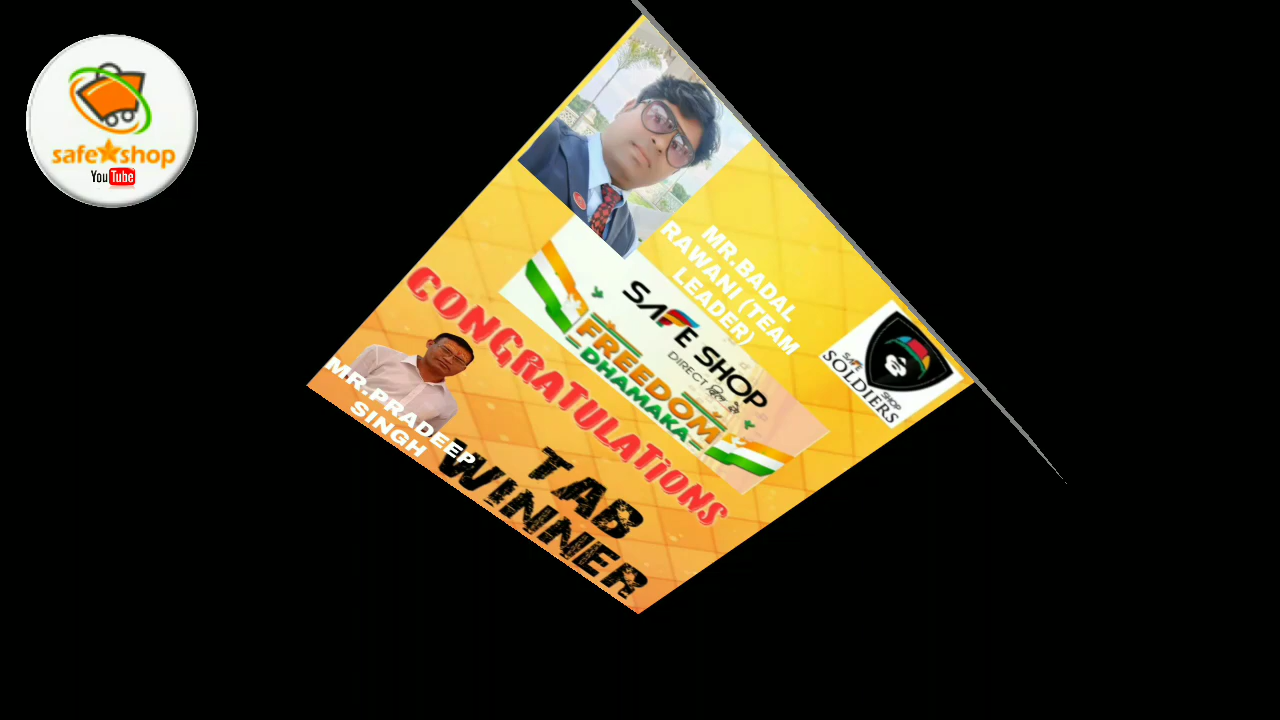 safe shop
YouTube
MR.BADAL
RAWANI (TEAM
LEADER)
SAFE SHOP
DIRECT दिल से
FREEDOM
DHAMAKA
SAFE SHOP
SOLDIERS
CONGRATULATIONS
MR.PRADEEP
SINGH
TAB
WINNER